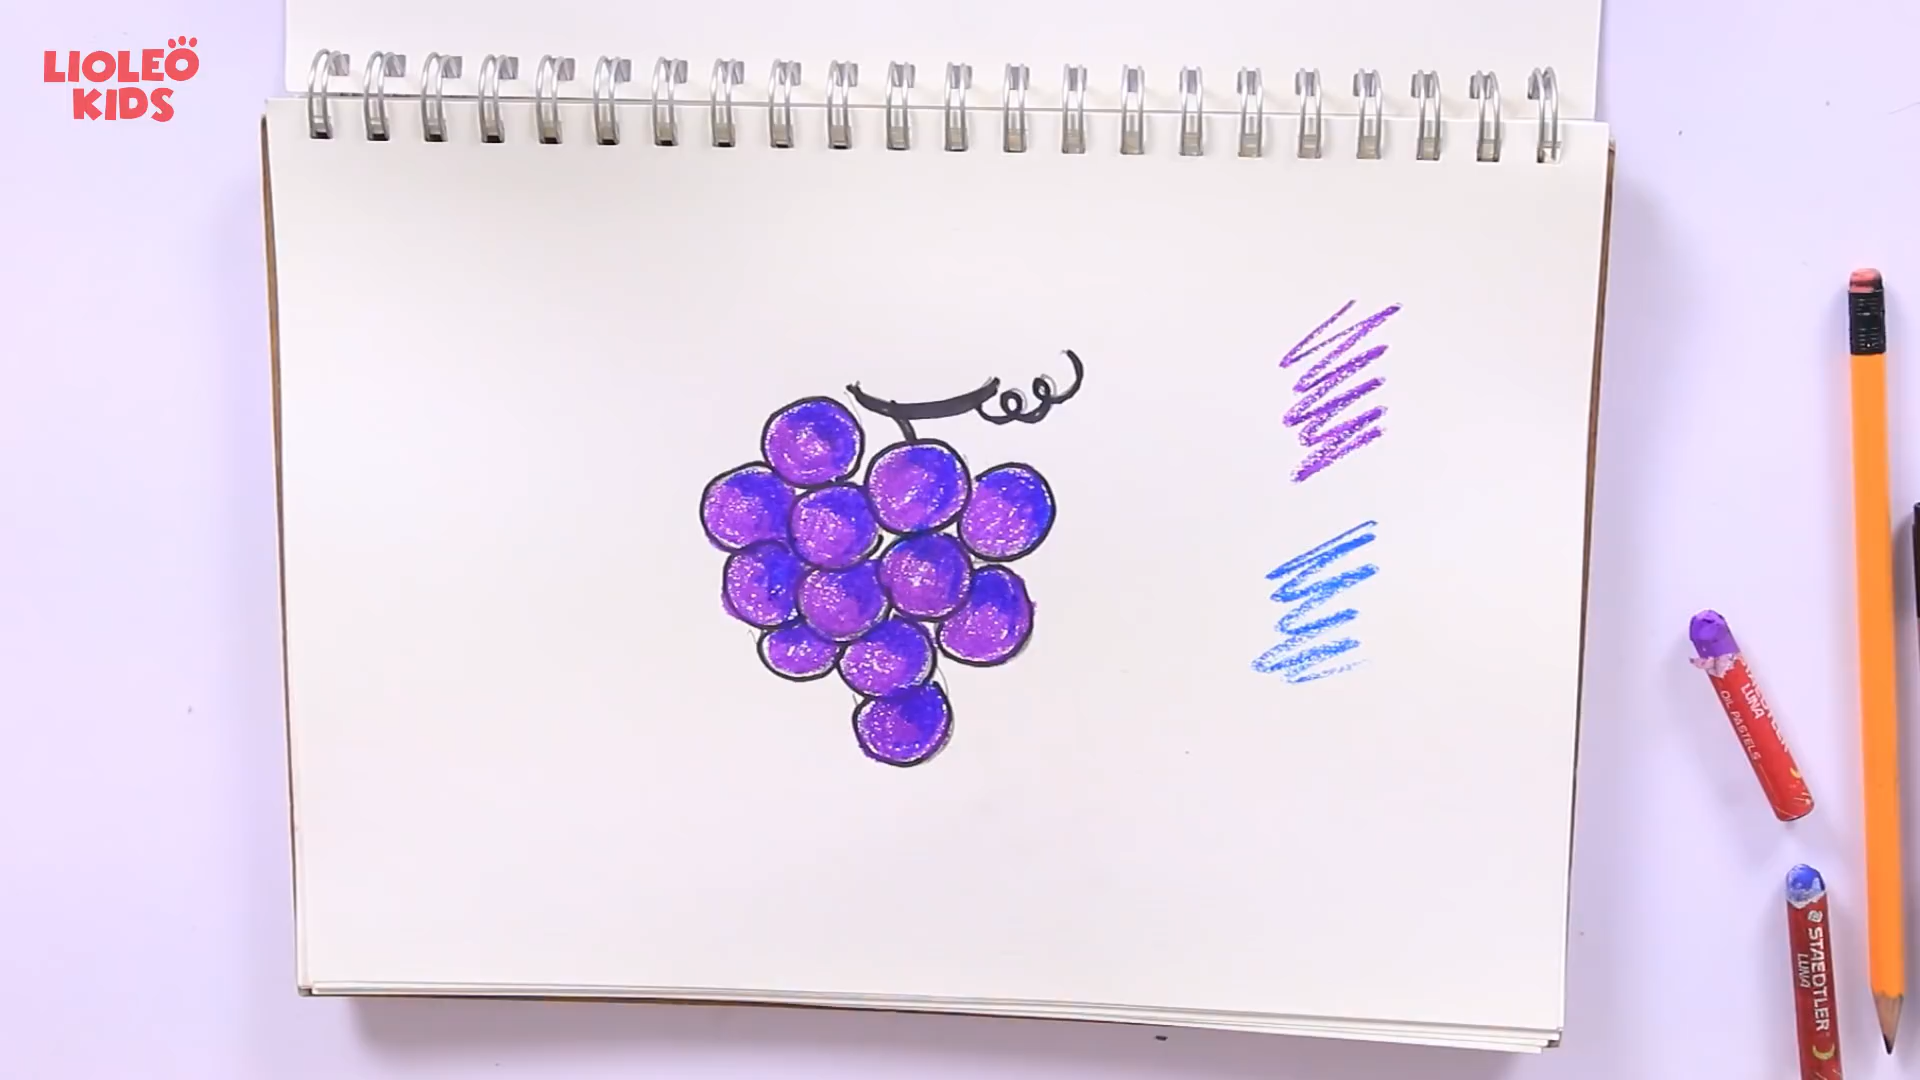 LIOLEO
KIDS
STAEDTLER
LUNA
OIL PASTELS
STAEDTLER
LUNA